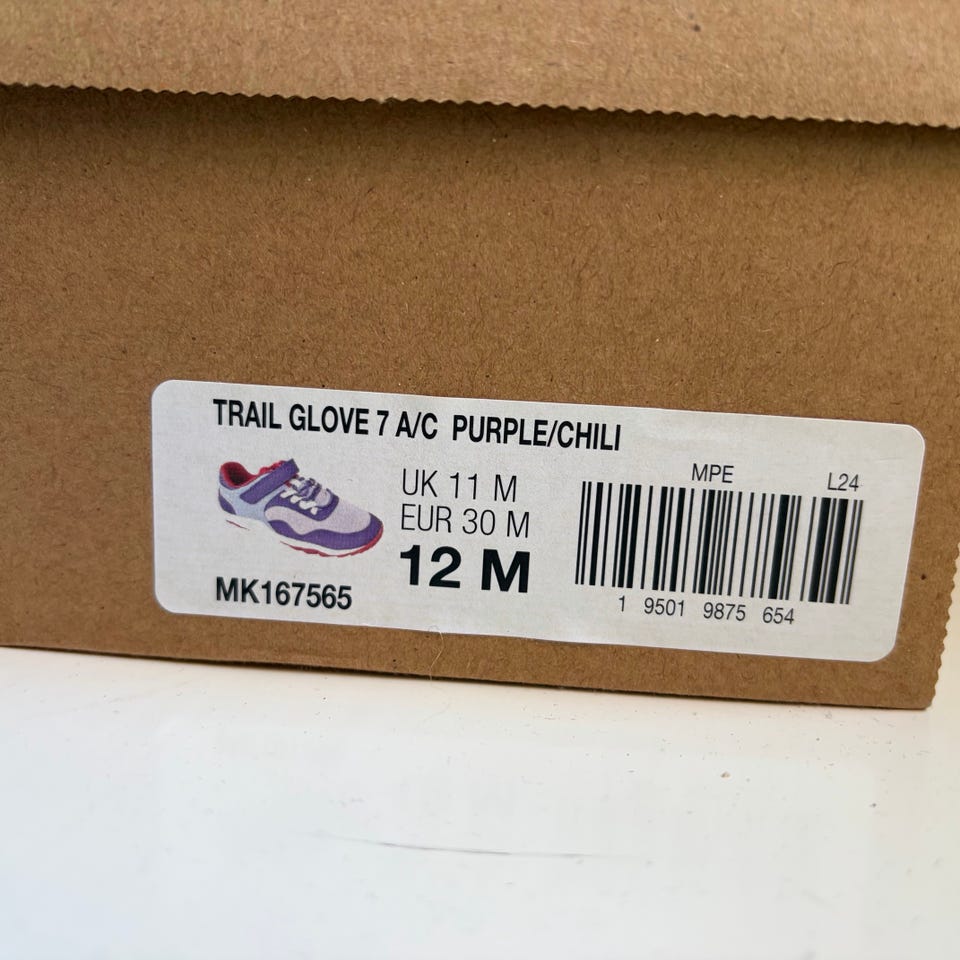 TRAIL GLOVE 7 A/C PURPLE/CHILI
UK 11 M
EUR 30 M
12 M
MK167565
MPE
L24
1 9501 9875 654